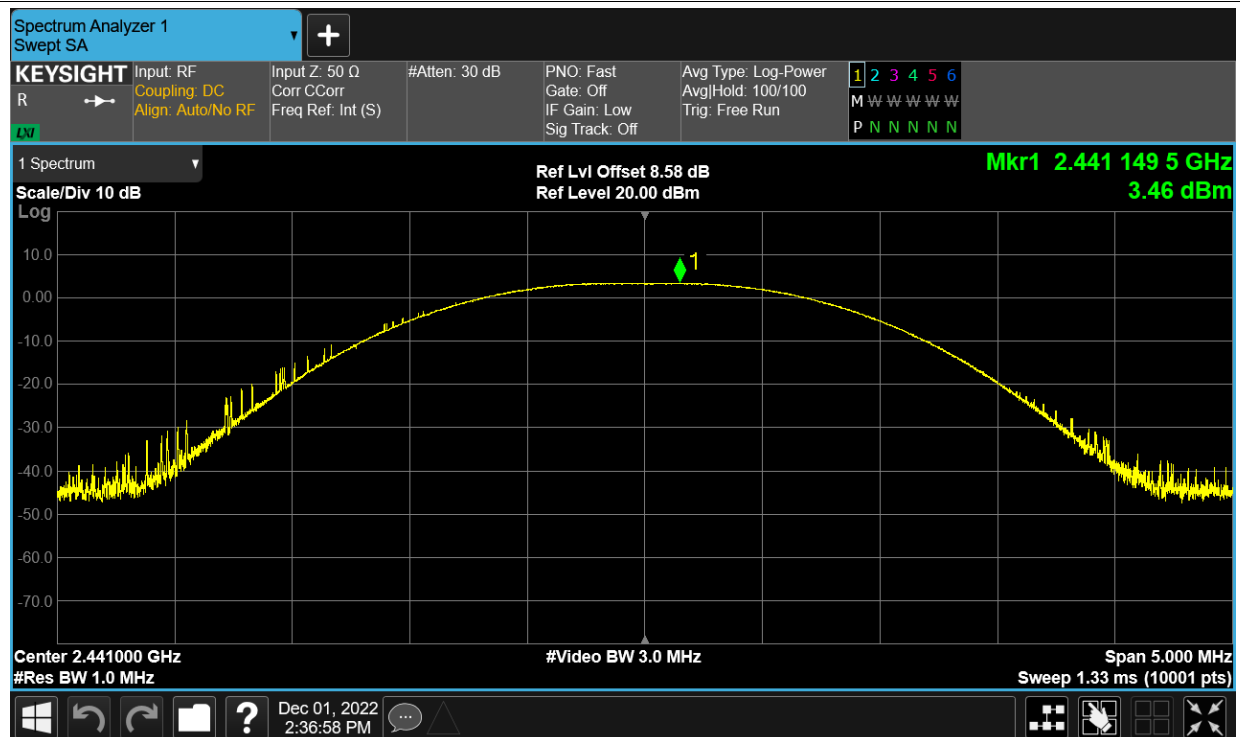 Spectrum Analyzer 1
Swept SA
KEYSIGHT
R
LXI
Input: RF
Coupling: DC
Align: Auto/No RF
Input Z: 50 Ω
Corr CCorr
Freq Ref: Int (S)
#Atten: 30 dB
PNO: Fast
Gate: Off
IF Gain: Low
Sig Track: Off
Avg Type: Log-Power
Avg|Hold: 100/100
Trig: Free Run
1 2 3 4 5 6
M W W W W W
P N N N N N
1 Spectrum
Scale/Div 10 dB
Log
Ref Lvl Offset 8.58 dB
Ref Level 20.00 dBm
Mkr1 2.441 149 5 GHz
3.46 dBm
1
10.0
0.00
-10.0
-20.0
-30.0
-40.0
-50.0
-60.0
-70.0
Center 2.441000 GHz
#Res BW 1.0 MHz
#Video BW 3.0 MHz
Span 5.000 MHz
Sweep 1.33 ms (10001 pts)
?
Dec 01, 2022
2:36:58 PM